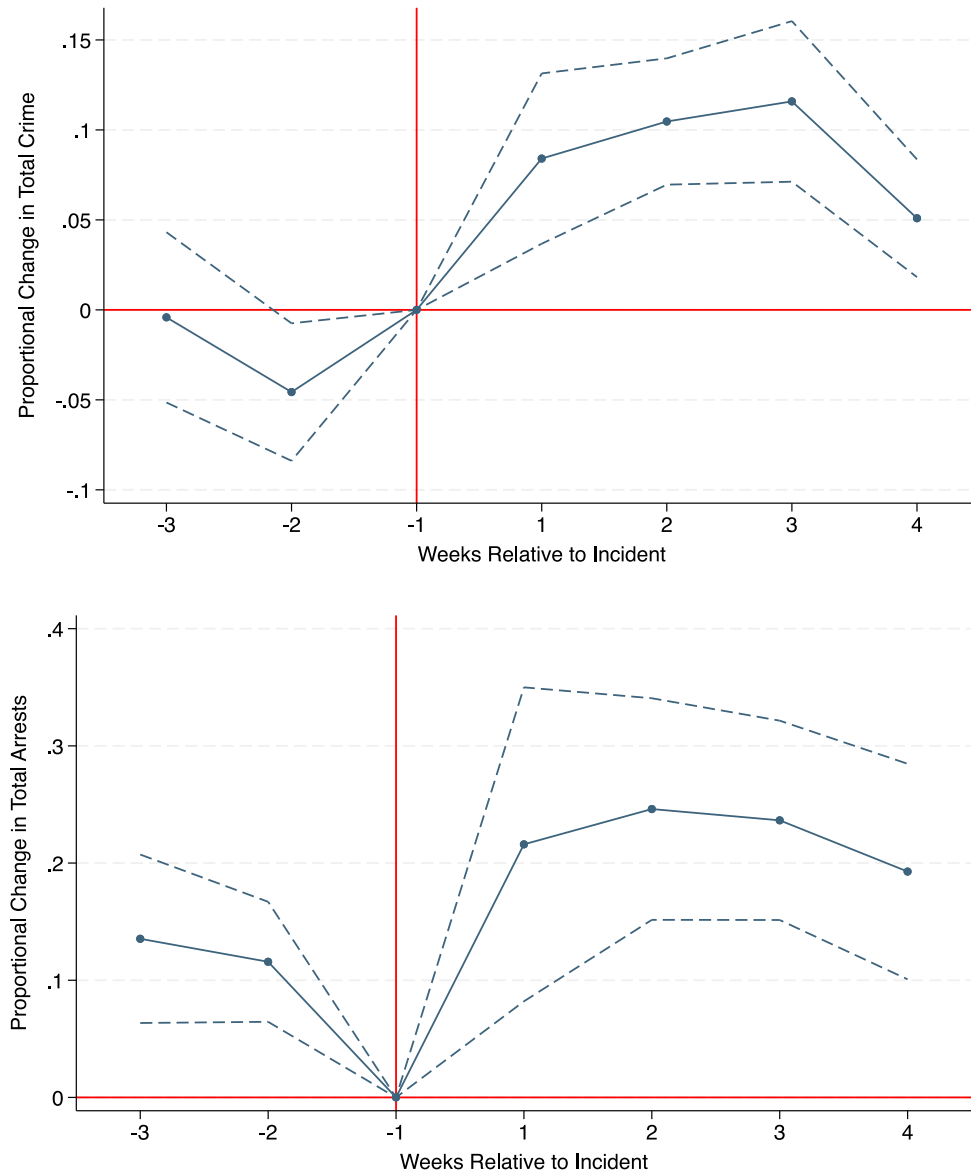 Proportional Change in Total Crime
.15
.1
.05
0
-.05
-.1
-3 -2 -1 1 2 3 4
Weeks Relative to Incident
Proportional Change in Total Arrests
.4
.3
.2
.1
0
-3 -2 -1 1 2 3 4
Weeks Relative to Incident